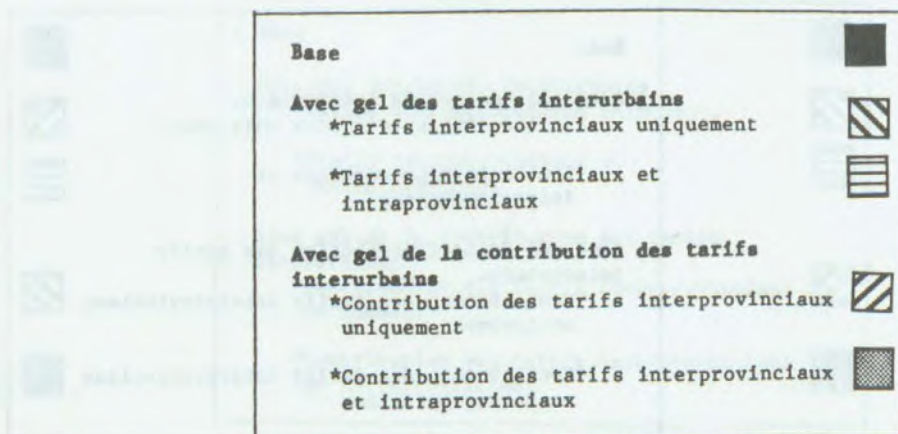 Base
Avec gel des tarifs interurbains
*Tarifs interprovinciaux uniquement
*Tarifs interprovinciaux et
intraprovinciaux
Avec gel de la contribution des tarifs
interurbains
*Contribution des tarifs interprovinciaux
uniquement
*Contribution des tarifs interprovinciaux
et intraprovinciaux